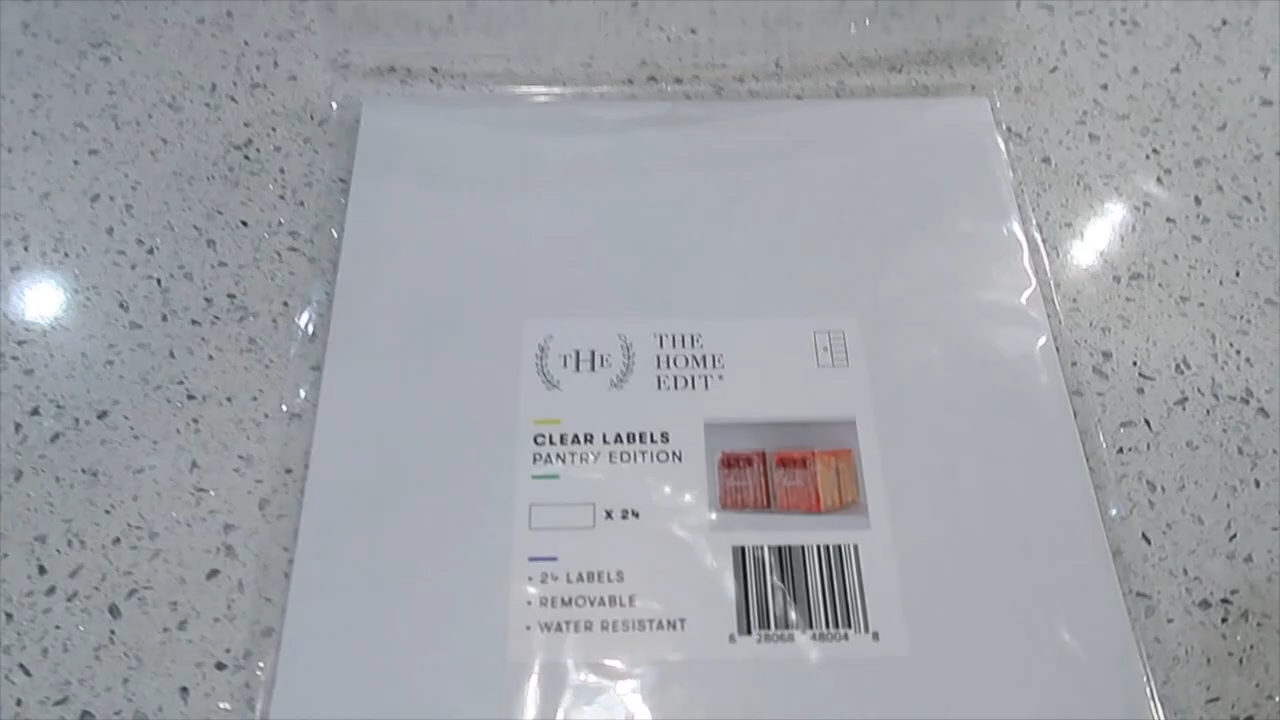 THE
THE
HOME
EDIT®
CLEAR LABELS
PANTRY EDITION
X 24
• 24 LABELS
• REMOVABLE
• WATER RESISTANT
6 28068 48004 8